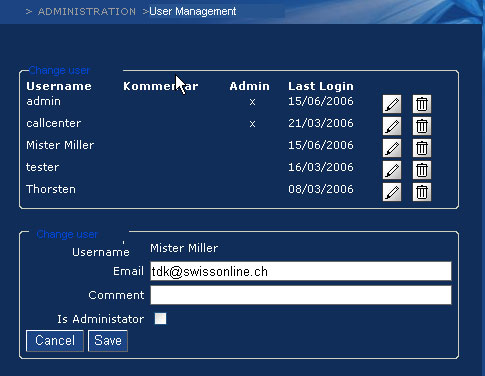 > ADMINISTRATION >User Management
Change user
Username Kommentar Admin Last Login
admin x 15/06/2006
callcenter x 21/03/2006
Mister Miller 15/06/2006
tester 16/03/2006
Thorsten 08/03/2006
Change user
Username Mister Miller
Email tdk@swissonline.ch
Comment
Is Administator
Cancel Save